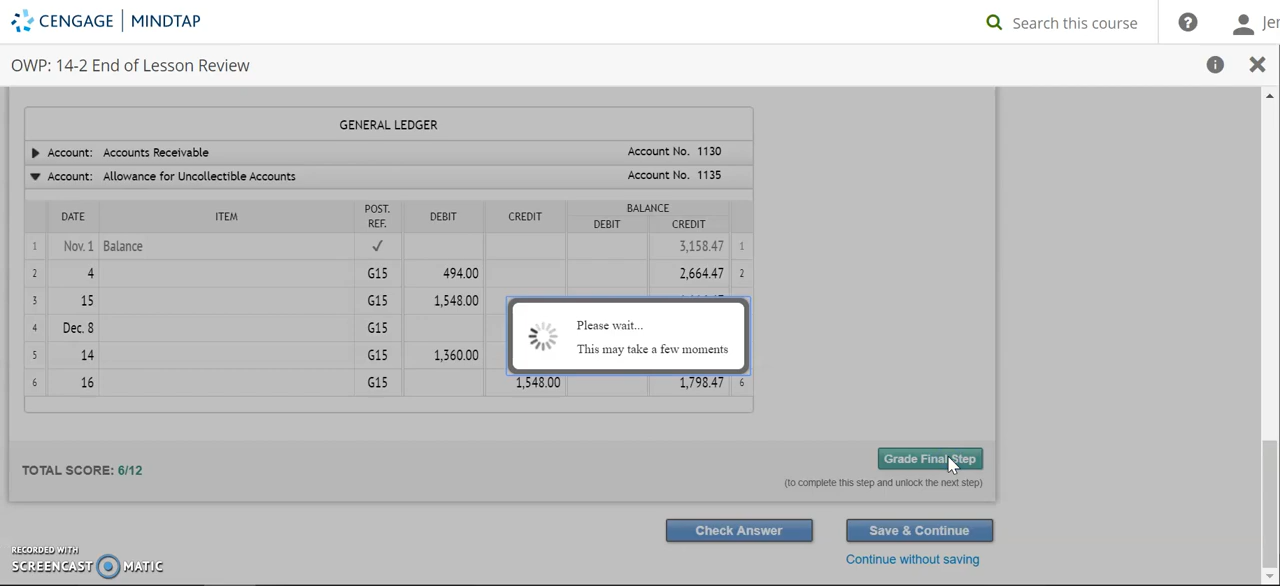 CENGAGE | MINDTAP
Search this course
Jer
OWP: 14-2 End of Lesson Review
GENERAL LEDGER
Account: Accounts Receivable Account No. 1130
Account: Allowance for Uncollectible Accounts Account No. 1135
DATE ITEM POST. REF. DEBIT CREDIT BALANCE DEBIT CREDIT
1 Nov. 1 Balance ✓ 3,158.47 1
2 4 G15 494.00 2,664.47 2
3 15 G15 1,548.00
4 Dec. 8 G15
5 14 G15 1,360.00
6 16 G15 1,548.00 1,798.47 6
Please wait...
This may take a few moments
TOTAL SCORE: 6/12
Grade Final Step
(to complete this step and unlock the next step)
Check Answer
Save & Continue
Continue without saving
RECORDED WITH
SCREENCAST MATIC